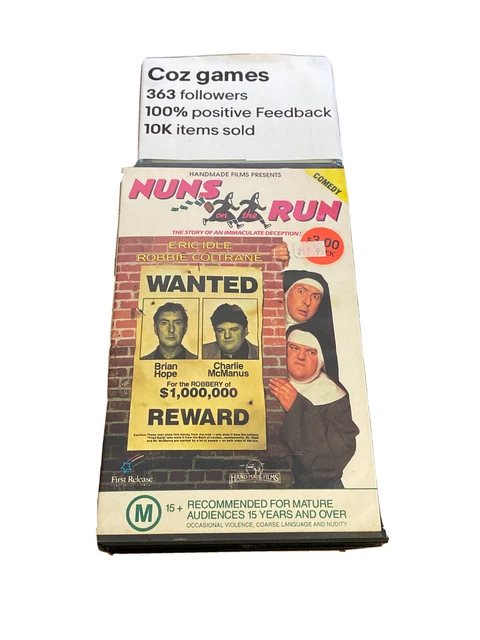 Coz games
363 followers
100% positive Feedback
10K items sold
HANDMADE FILMS PRESENTS
COMEDY
NUNS
on the
RUN
THE STORY OF AN IMMACULATE DECEPTION!
ERIC IDLE
ROBBIE COLTRANE
WANTED
Brian
Hope
Charlie
McManus
For the ROBBERY of
$1,000,000
REWARD
First Release
HANDMADE FILMS
M 15+ RECOMMENDED FOR MATURE
AUDIENCES 15 YEARS AND OVER
OCCASIONAL VIOLENCE, COARSE LANGUAGE AND NUDITY